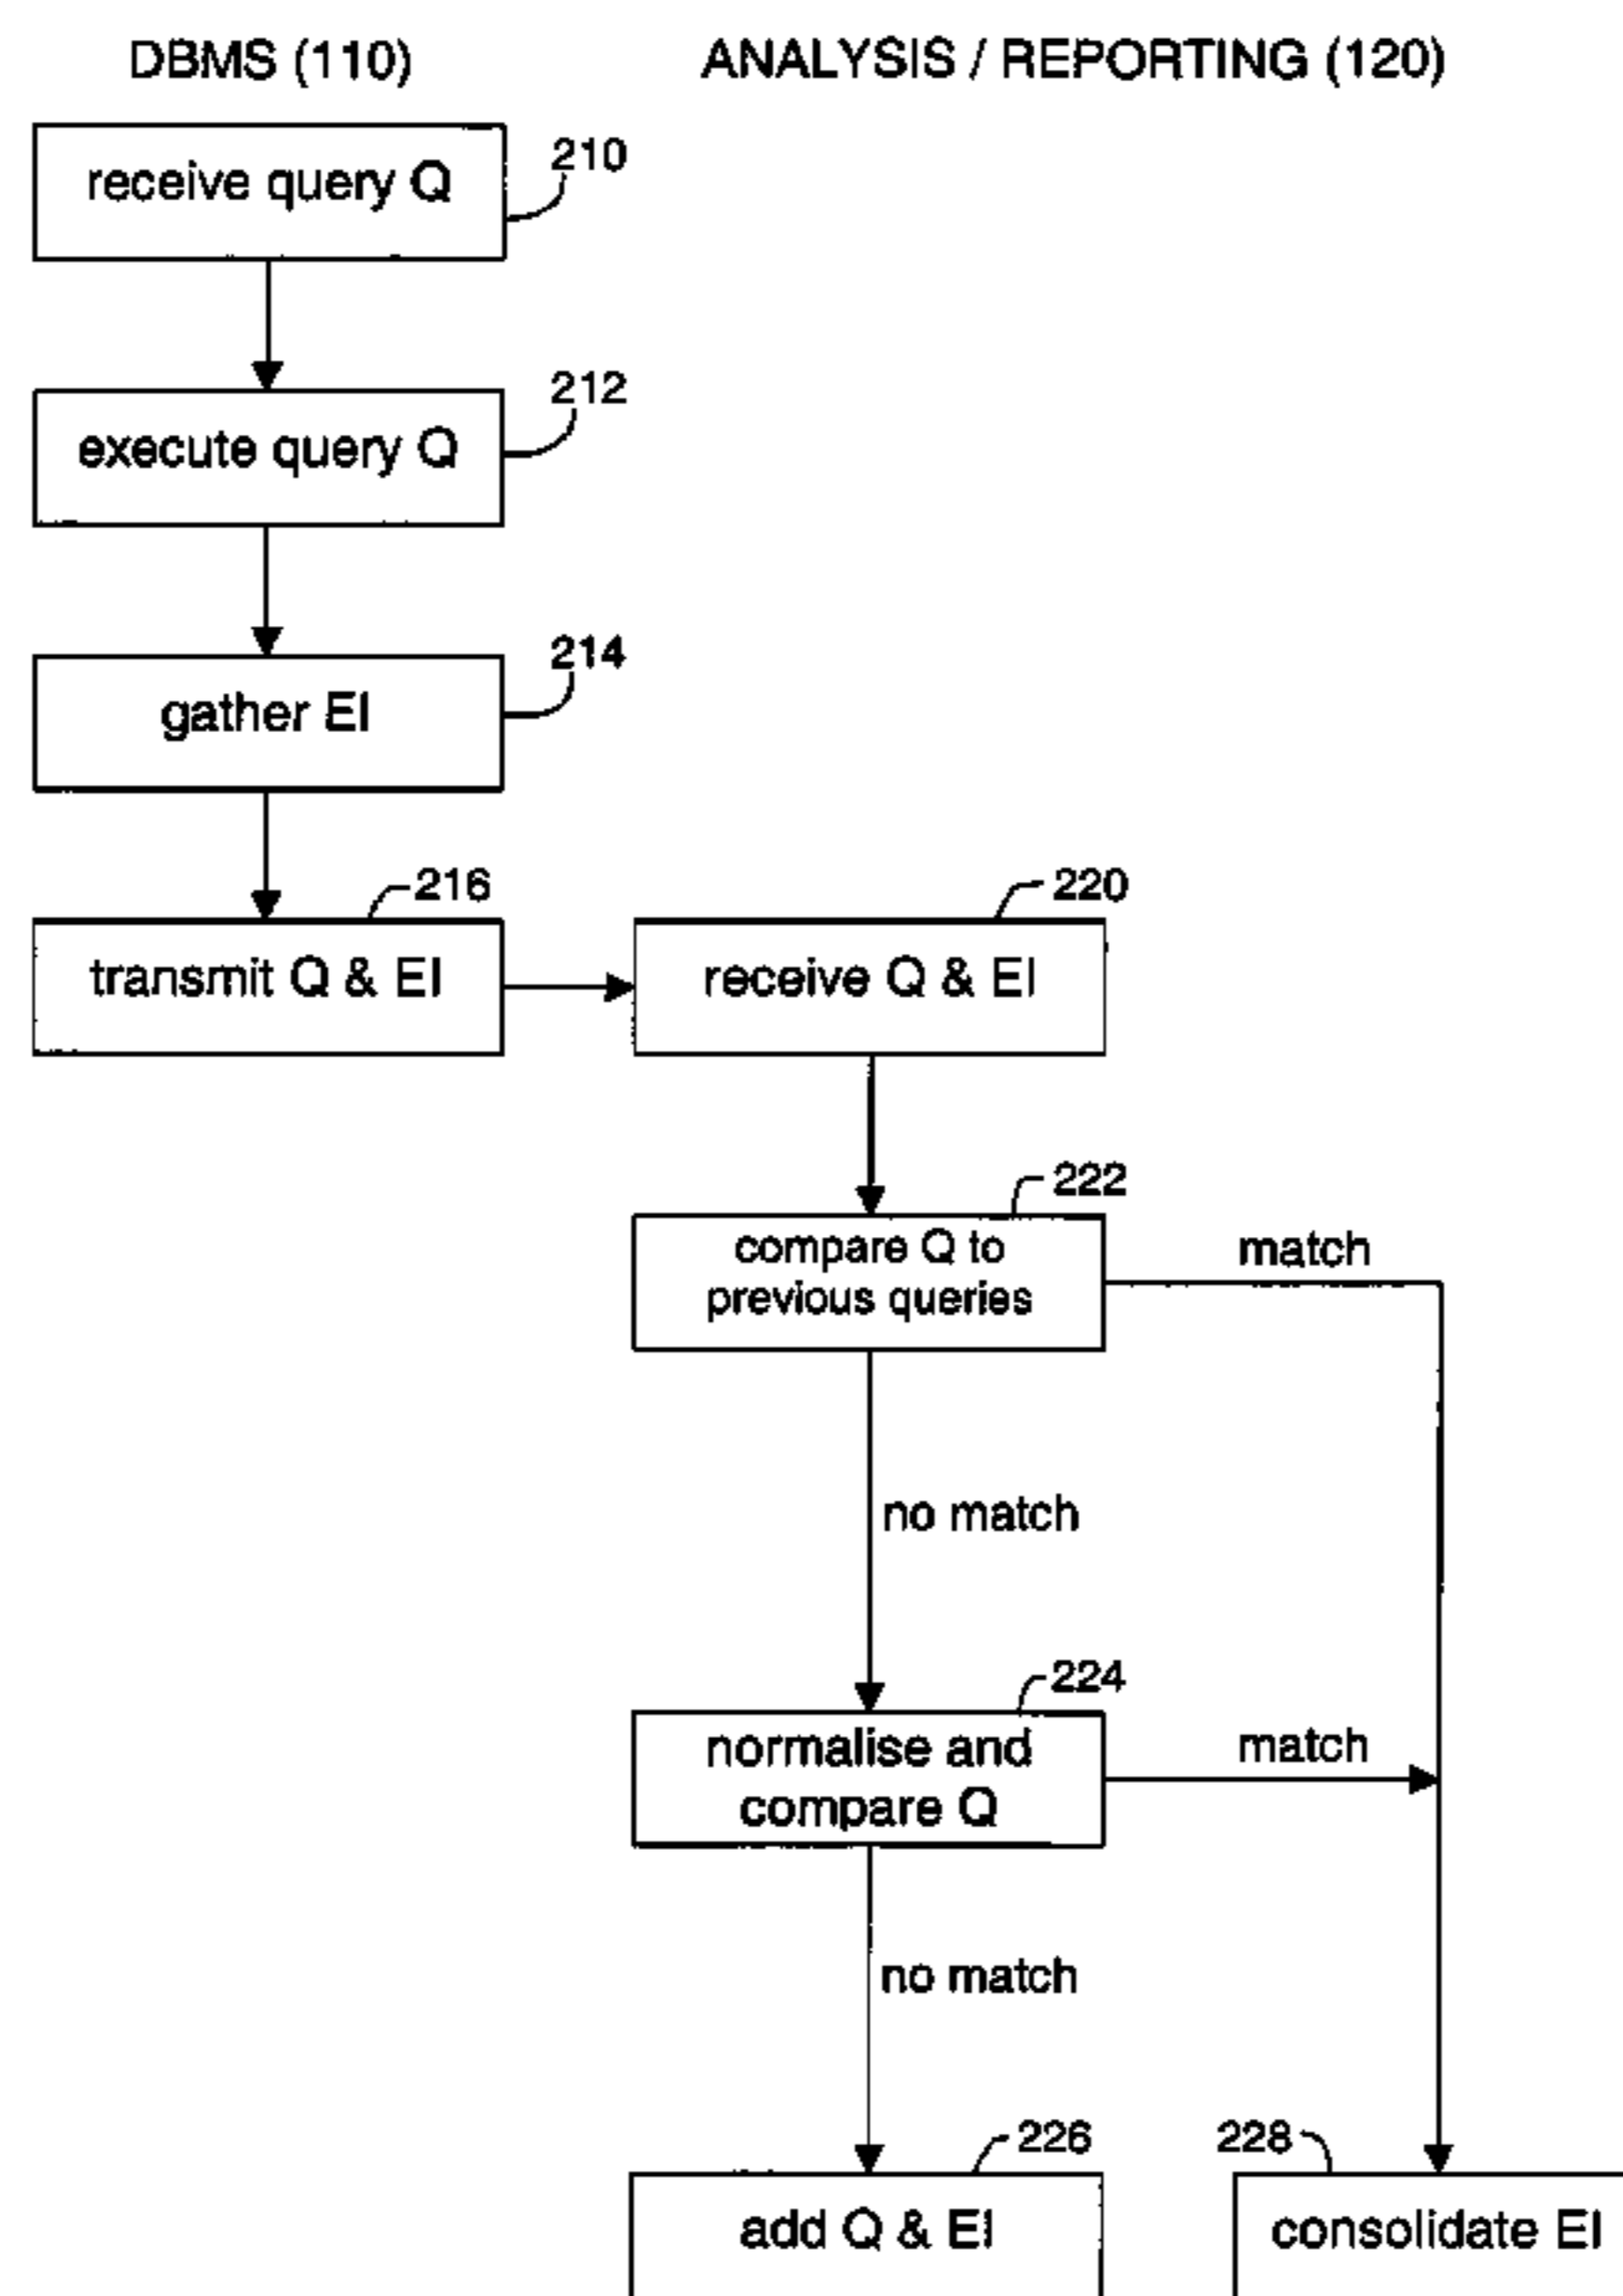 DBMS (110)
ANALYSIS / REPORTING (120)
receive query Q
210
execute query Q
212
gather EI
214
216
transmit Q & EI
220
receive Q & EI
222
compare Q to
previous queries
match
no match
224
normalise and
compare Q
match
no match
226
add Q & EI
228
consolidate EI